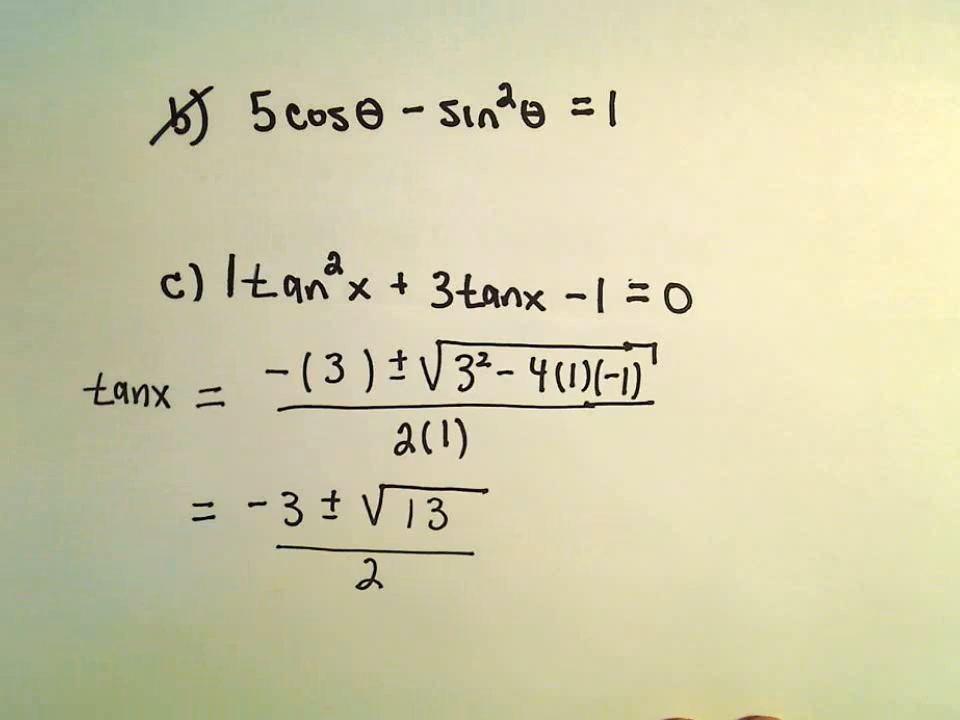 b) 5cosθ - sin²θ = 1
c) 1tan²x + 3tanx - 1 = 0
tanx = -(3) ± √(3² - 4(1)(-1)) / 2(1)
= -3 ± √13 / 2